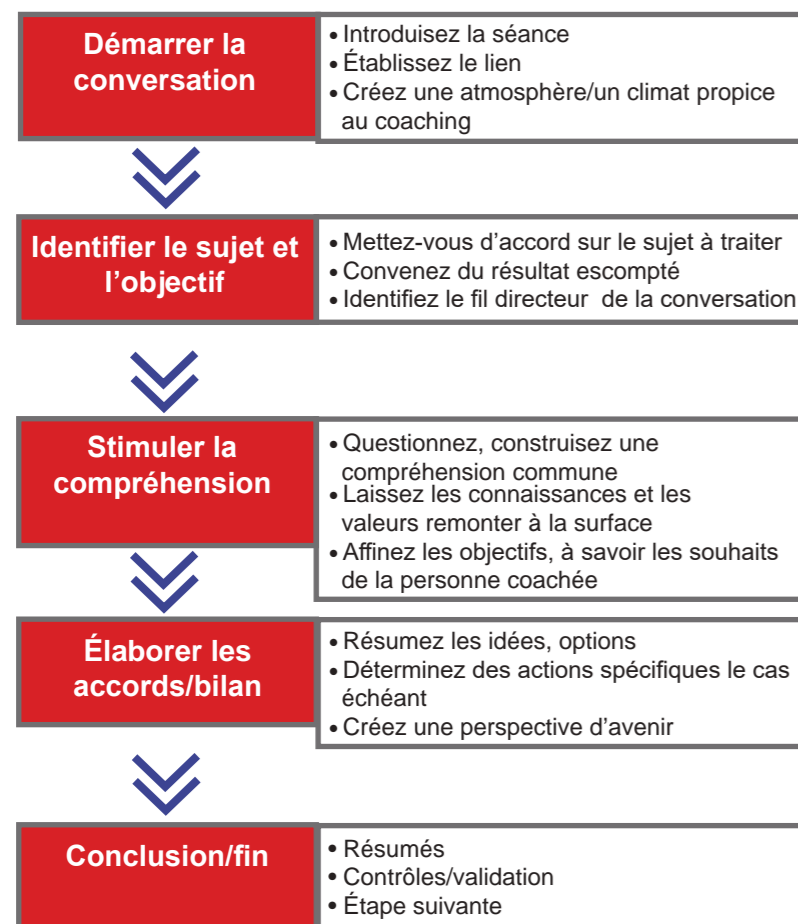 Démarrer la
conversation
• Introduisez la séance
• Établissez le lien
• Créez une atmosphère/un climat propice
au coaching
Identifier le sujet et
l’objectif
• Mettez-vous d’accord sur le sujet à traiter
• Convenez du résultat escompté
• Identifiez le fil directeur de la conversation
Stimuler la
compréhension
• Questionnez, construisez une
compréhension commune
• Laissez les connaissances et les
valeurs remonter à la surface
• Affinez les objectifs, à savoir les souhaits
de la personne coachée
Élaborer les
accords/bilan
• Résumez les idées, options
• Déterminez des actions spécifiques le cas
échéant
• Créez une perspective d’avenir
Conclusion/fin
• Résumés
• Contrôles/validation
• Étape suivante